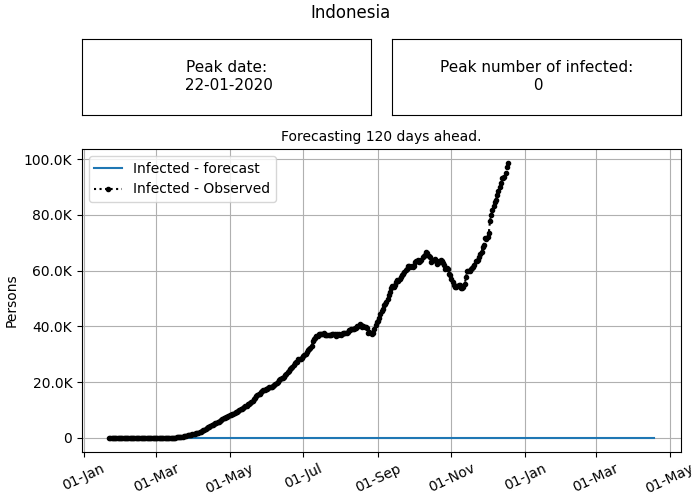 Indonesia
Peak date:
22-01-2020
Peak number of infected:
0
Forecasting 120 days ahead.
100.0K
80.0K
60.0K
40.0K
20.0K
0
Persons
Infected - forecast
Infected - Observed
01-Jan
01-Mar
01-May
01-Jul
01-Sep
01-Nov
01-Jan
01-Mar
01-May